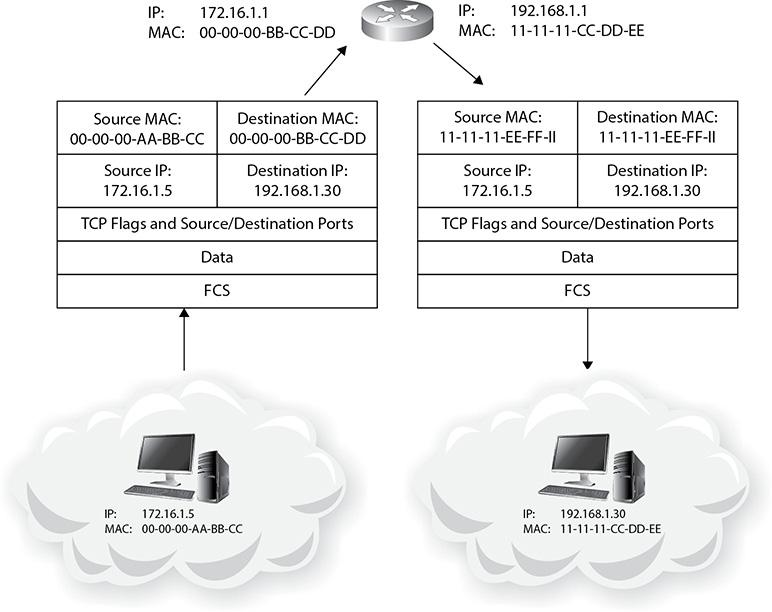 IP: 172.16.1.1
MAC: 00-00-00-BB-CC-DD
IP: 192.168.1.1
MAC: 11-11-11-CC-DD-EE
Source MAC:
00-00-00-AA-BB-CC
Destination MAC:
00-00-00-BB-CC-DD
Source IP:
172.16.1.5
Destination IP:
192.168.1.30
TCP Flags and Source/Destination Ports
Data
FCS
Source MAC:
11-11-11-EE-FF-II
Destination MAC:
11-11-11-EE-FF-II
Source IP:
172.16.1.5
Destination IP:
192.168.1.30
TCP Flags and Source/Destination Ports
Data
FCS
IP: 172.16.1.5
MAC: 00-00-00-AA-BB-CC
IP: 192.168.1.30
MAC: 11-11-11-CC-DD-EE